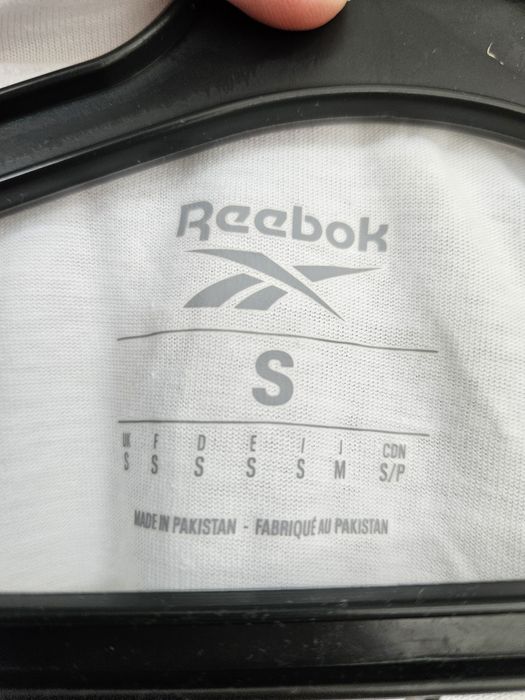 Reebok
S
UK F D E I J CDN
S S S S S M S/P
MADE IN PAKISTAN - FABRIQUÉ AU PAKISTAN